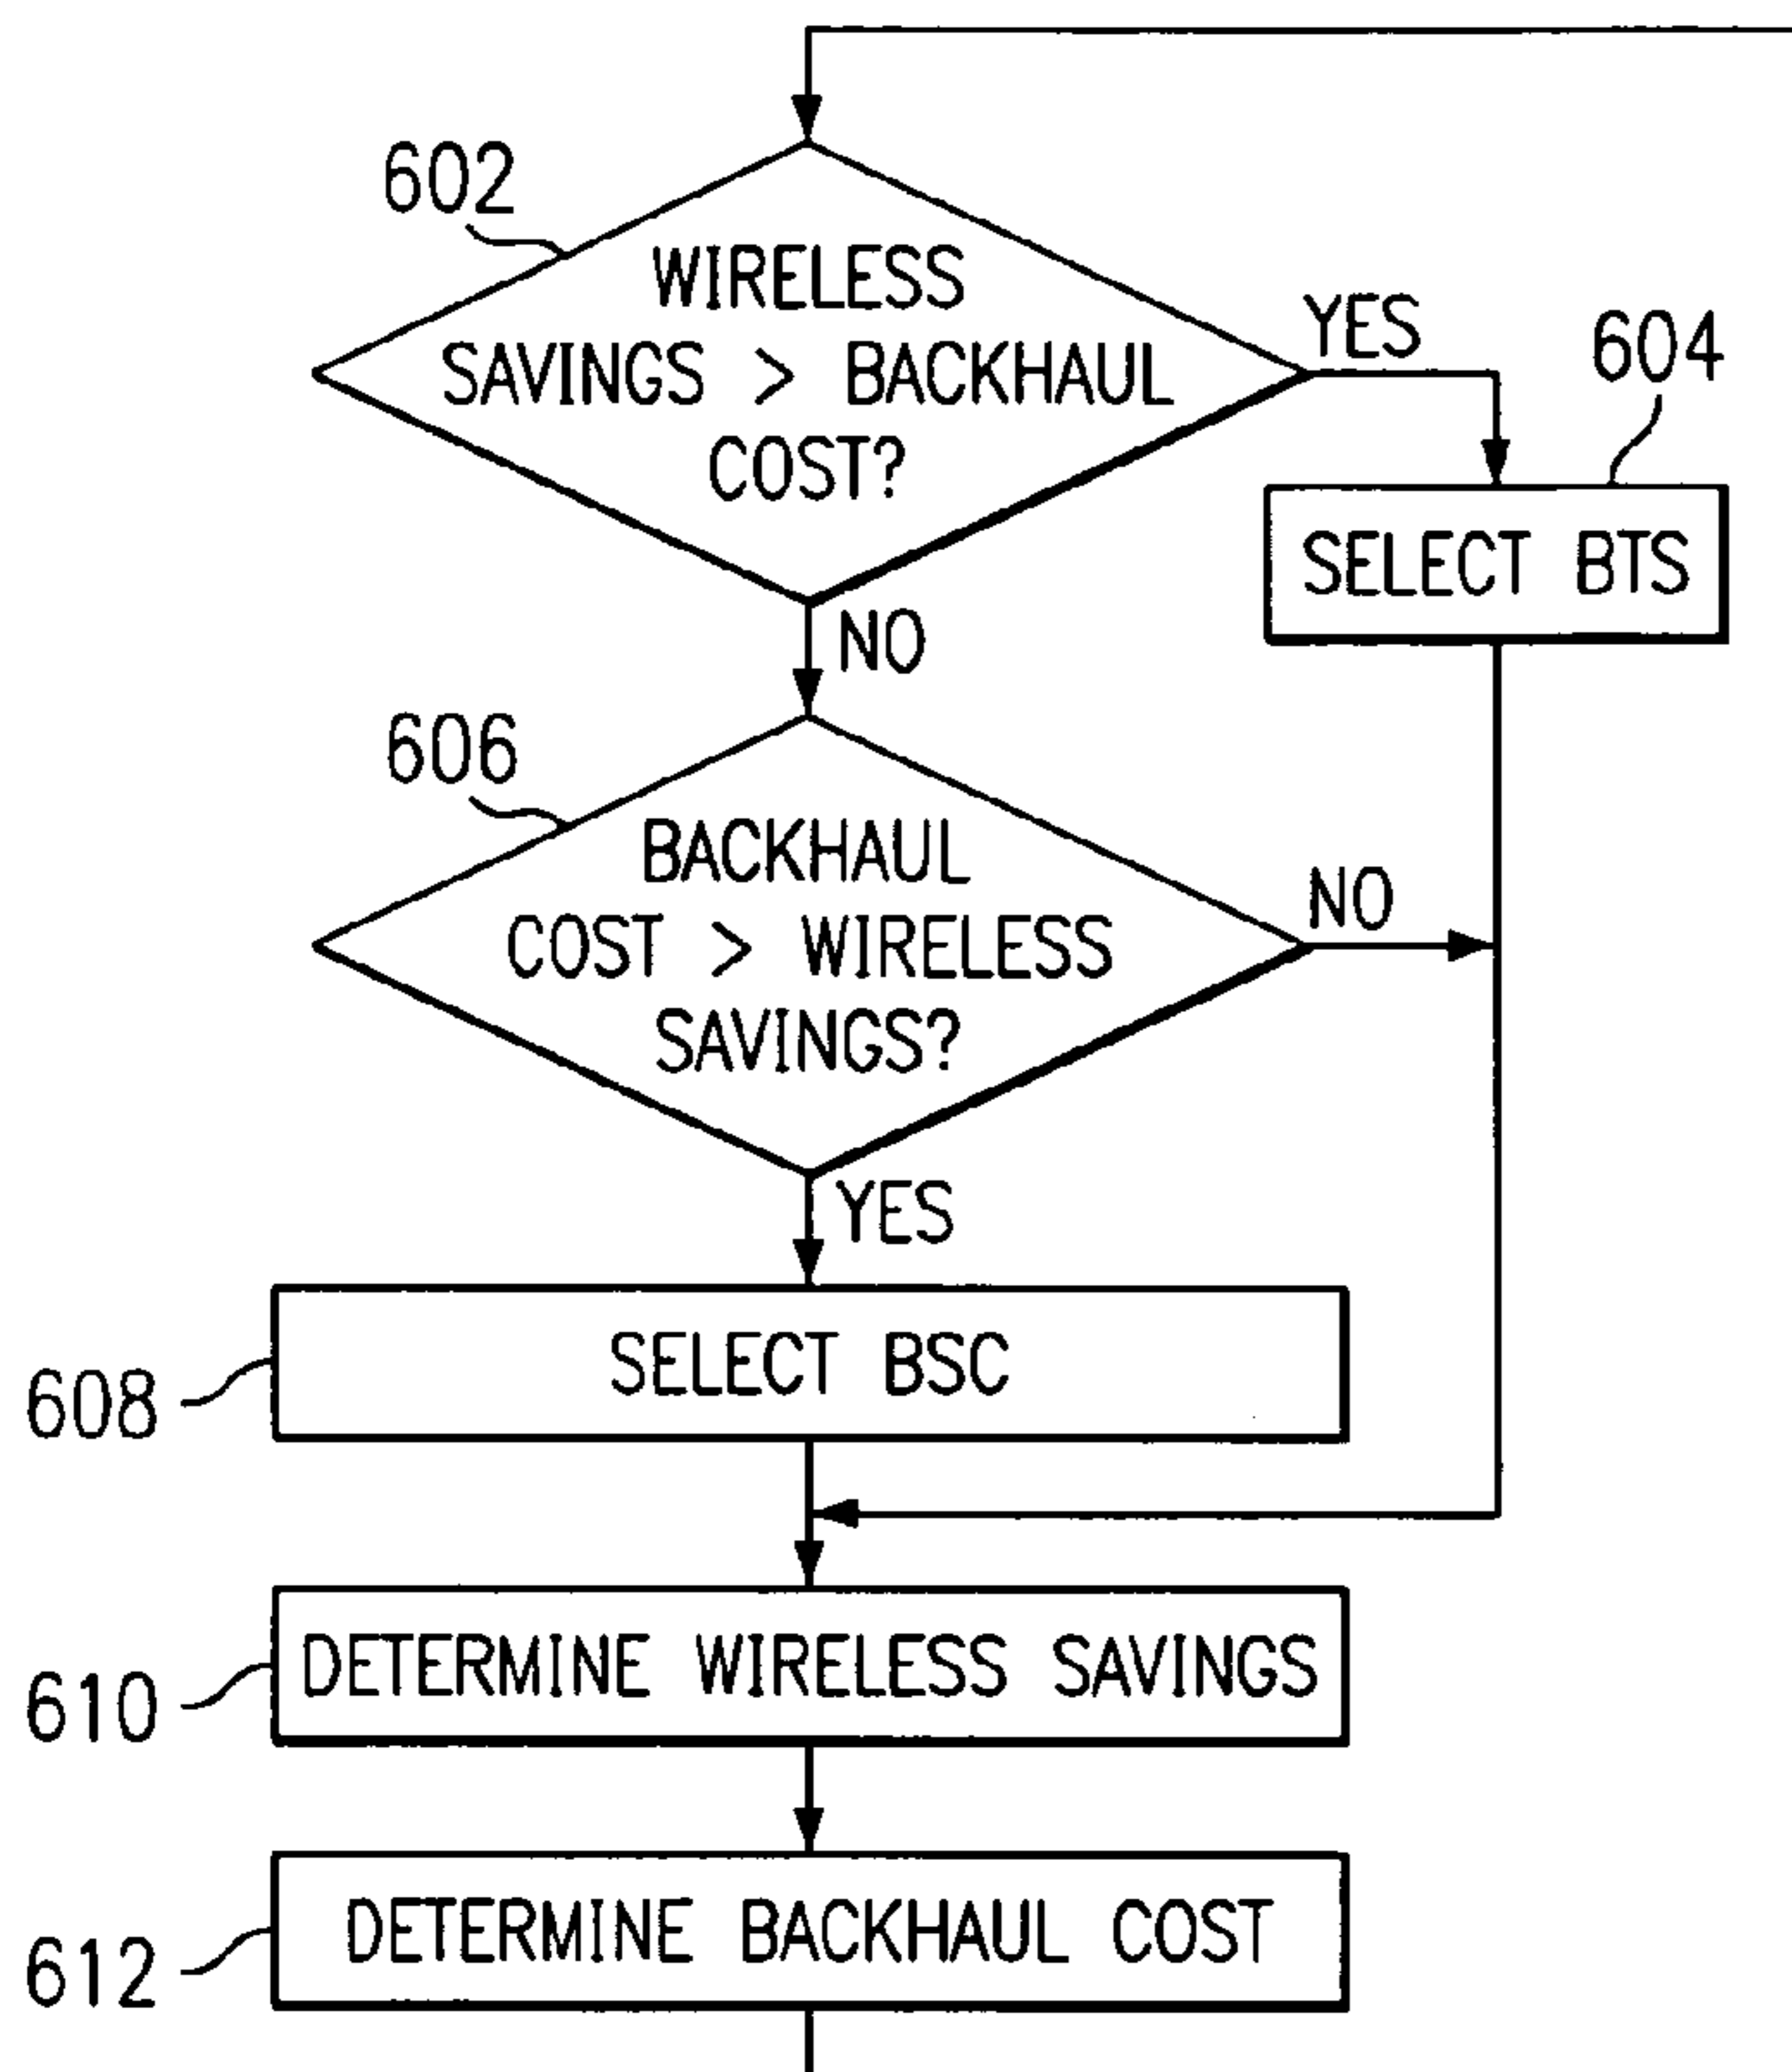 602
WIRELESS
SAVINGS > BACKHAUL
COST?
YES
604
SELECT BTS
NO
606
BACKHAUL
COST > WIRELESS
SAVINGS?
NO
YES
SELECT BSC
608
DETERMINE WIRELESS SAVINGS
610
DETERMINE BACKHAUL COST
612